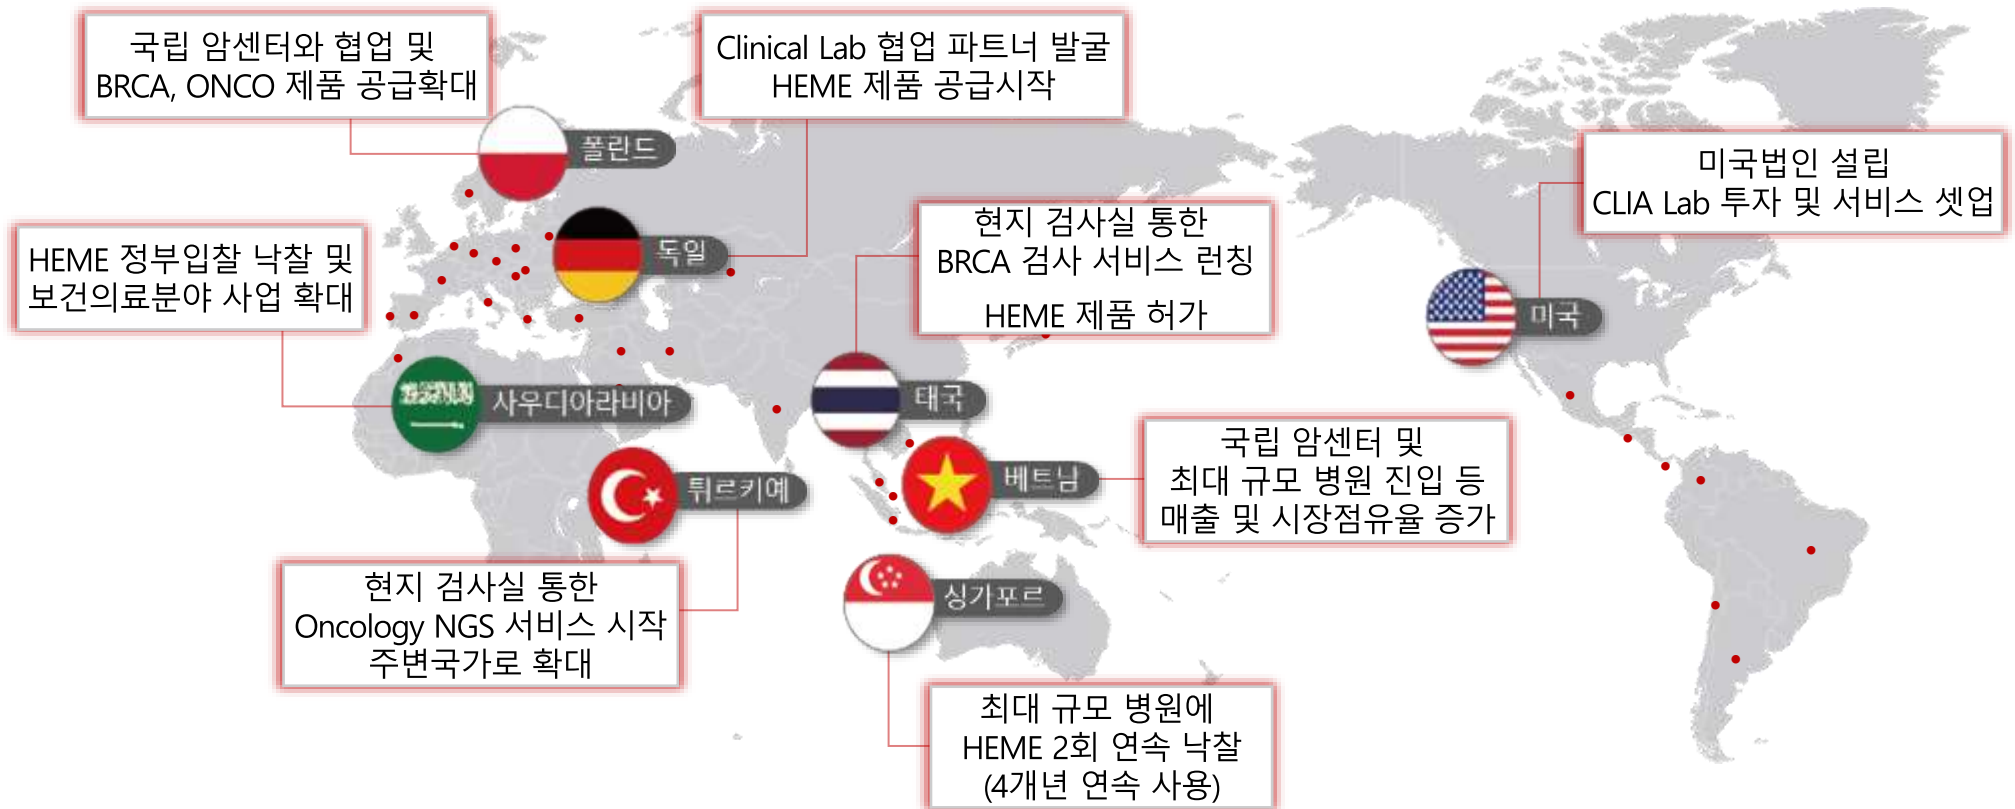 국립 암센터와 협업 및
BRCA, ONCO 제품 공급확대
Clinical Lab 협업 파트너 발굴
HEME 제품 공급시작
폴란드
미국법인 설립
CLIA Lab 투자 및 서비스 셋업
현지 검사실 통한
BRCA 검사 서비스 런칭
HEME 제품 허가
HEME 정부입찰 낙찰 및
보건의료분야 사업 확대
독일
미국
사우디아라비아
태국
국립 암센터 및
최대 규모 병원 진입 등
매출 및 시장점유율 증가
튀르키예
베트남
현지 검사실 통한
Oncology NGS 서비스 시작
주변국가로 확대
싱가포르
최대 규모 병원에
HEME 2회 연속 낙찰
(4개년 연속 사용)